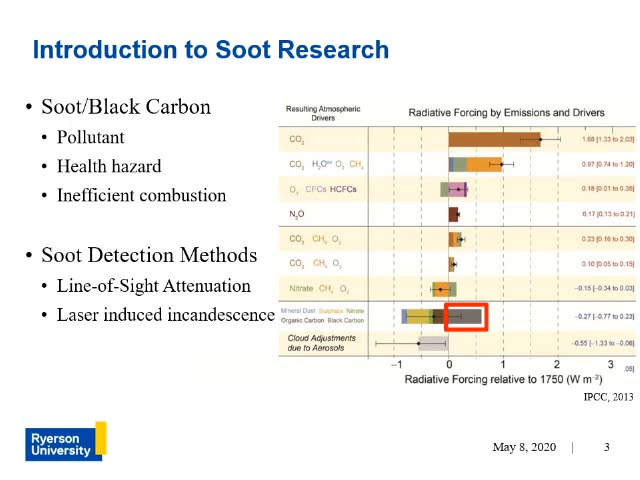 Introduction to Soot Research
• Soot/Black Carbon
• Pollutant
• Health hazard
• Inefficient combustion
• Soot Detection Methods
• Line-of-Sight Attenuation
• Laser induced incandescence
Resulting Atmospheric
Drivers
Radiative Forcing by Emissions and Drivers
CO₂ 1.68 [1.33 to 2.03]
CO₂ H₂Oˢᵗʳ O₃ CH₄ 0.97 [0.74 to 1.20]
O₃ CFCs HCFCs 0.18 [0.01 to 0.35]
N₂O 0.17 [0.13 to 0.21]
CO₂ CH₄ O₃ 0.23 [0.16 to 0.30]
CO₂ CH₄ O₃ 0.10 [0.05 to 0.15]
Nitrate CH₄ O₃ −0.15 [−0.34 to 0.03]
Mineral Dust Sulphate Nitrate
Organic Carbon Black Carbon −0.27 [−0.77 to 0.23]
Cloud Adjustments
due to Aerosols −0.55 [−1.33 to −0.06]
−1 0 1 2 3 .05]
Radiative Forcing relative to 1750 (W m⁻²)
IPCC, 2013
Ryerson
University
May 8, 2020 | 3